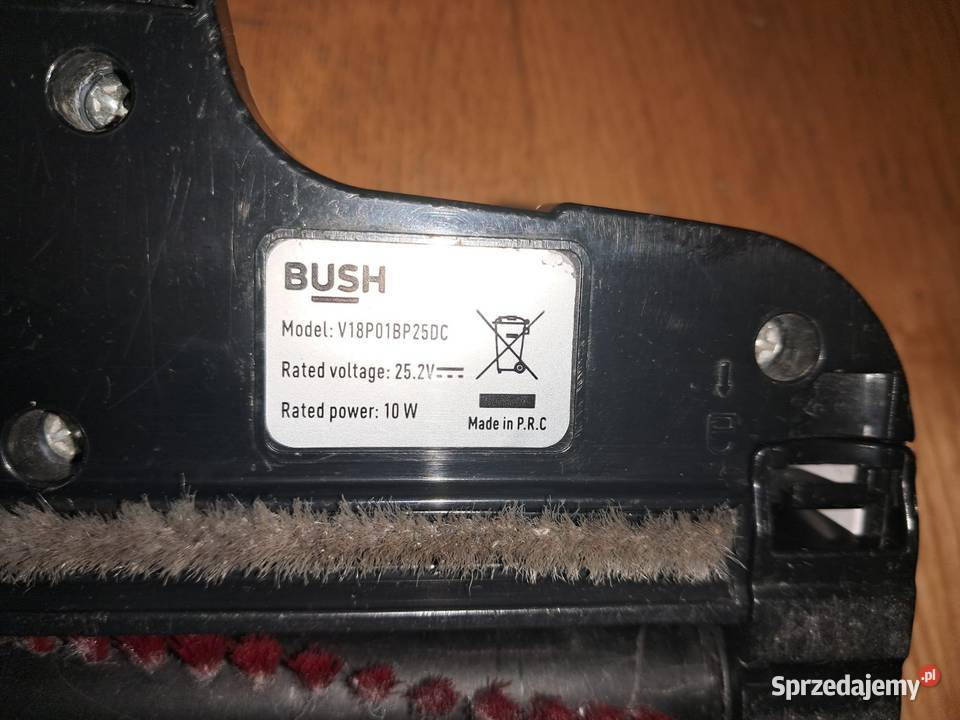 BUSH
Model: V18P01BP25DC
Rated voltage: 25.2V
Rated power: 10 W
Made in P.R.C
Sprzedajemy.pl